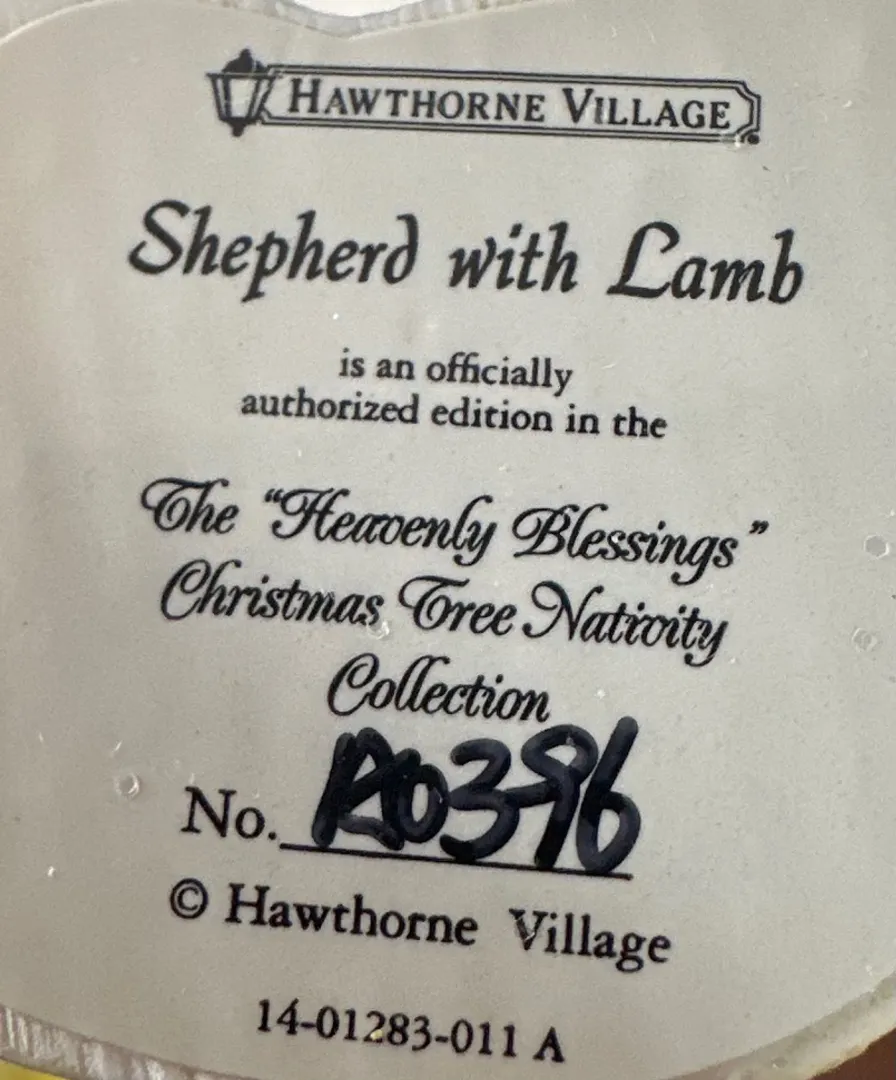 HAWTHORNE VILLAGE
Shepherd with Lamb
is an officially
authorized edition in the
The "Heavenly Blessings"
Christmas Tree Nativity
Collection
No. A0396
© Hawthorne Village
14-01283-011 A